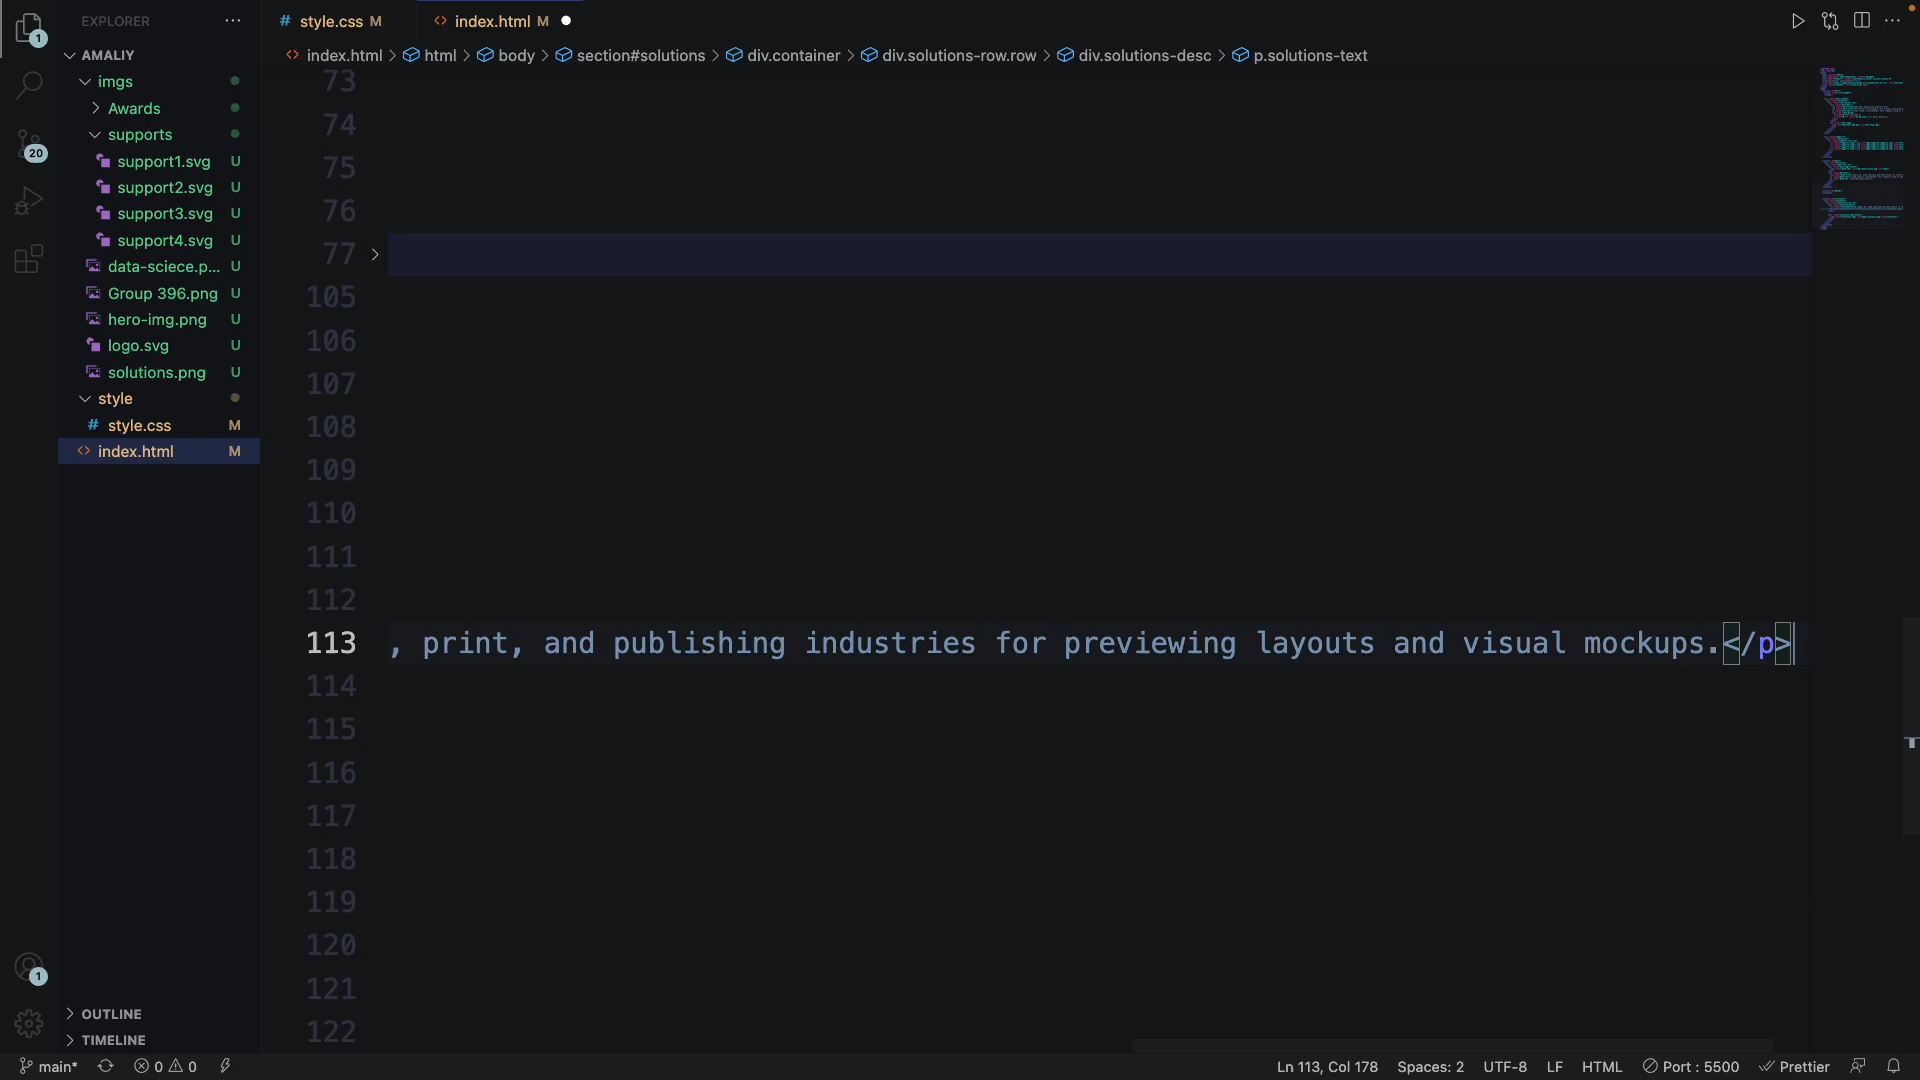 EXPLORER
style.css M
index.html M
index.html > html > body > section#solutions > div.container > div.solutions-row.row > div.solutions-desc > p.solutions-text
AMALIY
imgs
Awards
supports
support1.svg U
support2.svg U
support3.svg U
support4.svg U
data-sciece.p... U
Group 396.png U
hero-img.png U
logo.svg U
solutions.png U
style
style.css M
index.html M
1
20
73
74
75
76
77
105
106
107
108
109
110
111
112
113 , print, and publishing industries for previewing layouts and visual mockups.</p>
114
115
116
117
118
119
120
121
122
1
OUTLINE
TIMELINE
main* 0 0 Ln 113, Col 178 Spaces: 2 UTF-8 LF HTML Port : 5500 Prettier